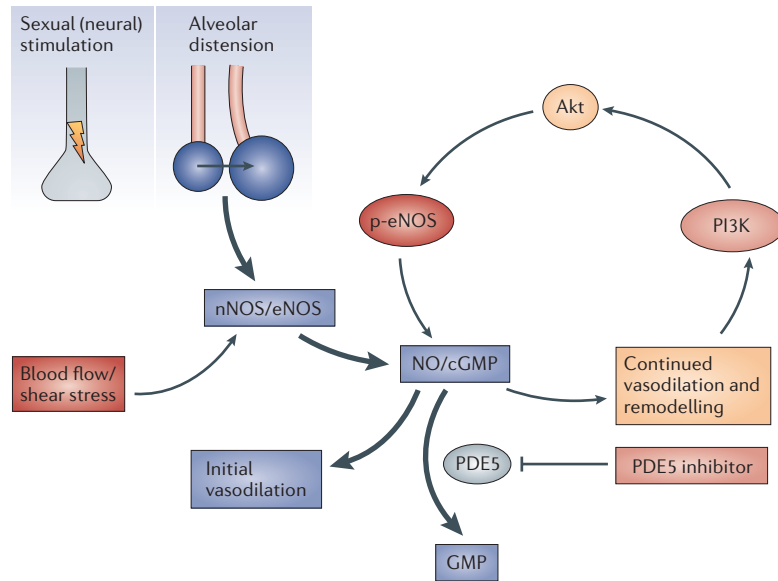 Sexual (neural)
stimulation
Alveolar
distension
Akt
p-eNOS
PI3K
nNOS/eNOS
Blood flow/
shear stress
NO/cGMP
Continued
vasodilation and
remodelling
Initial
vasodilation
PDE5
PDE5 inhibitor
GMP